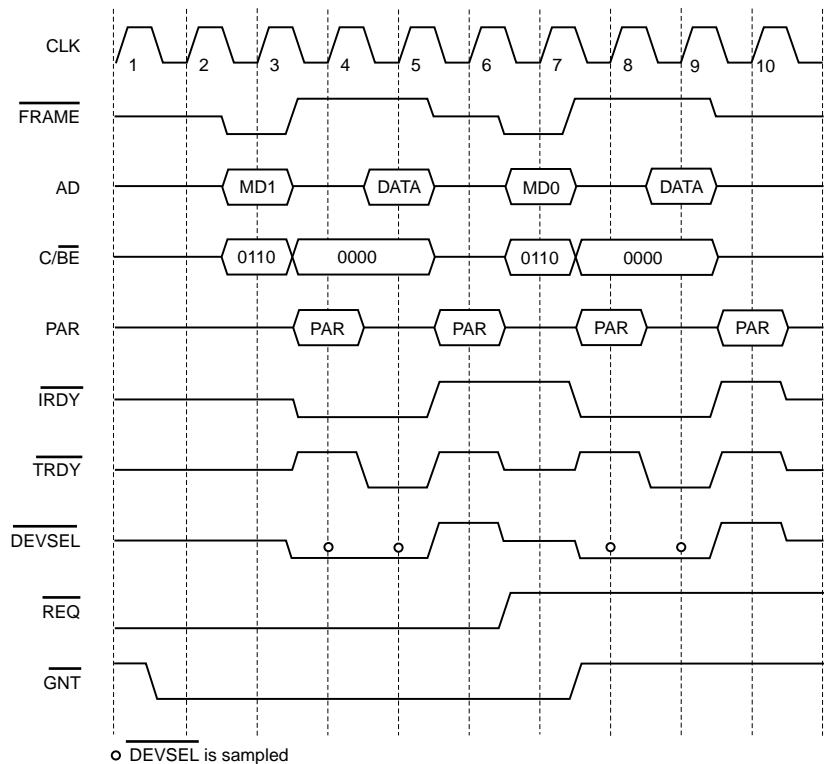 CLK
1 2 3 4 5 6 7 8 9 10
FRAME
AD MD1 DATA MD0 DATA
C/BE 0110 0000 0110 0000
PAR PAR PAR PAR PAR
IRDY
TRDY
DEVSEL
REQ
GNT
DEVSEL is sampled